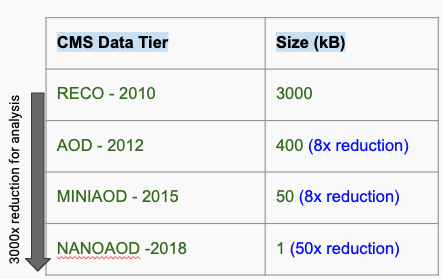 CMS Data Tier Size (kB)
RECO - 2010 3000
AOD - 2012 400 (8x reduction)
MINIAOD - 2015 50 (8x reduction)
NANOAOD -2018 1 (50x reduction)
3000x reduction for analysis